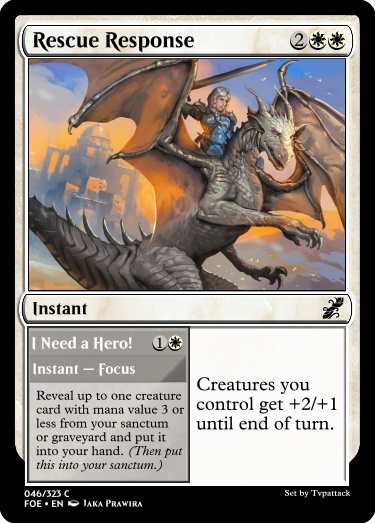 Rescue Response 2
Instant
I Need a Hero! 1
Instant — Focus
Reveal up to one creature
card with mana value 3 or
less from your sanctum
or graveyard and put it
into your hand. (Then put
this into your sanctum.)
Creatures you
control get +2/+1
until end of turn.
046/323 C
FOE • EN Jaka Prawira
Set by Tvpattack